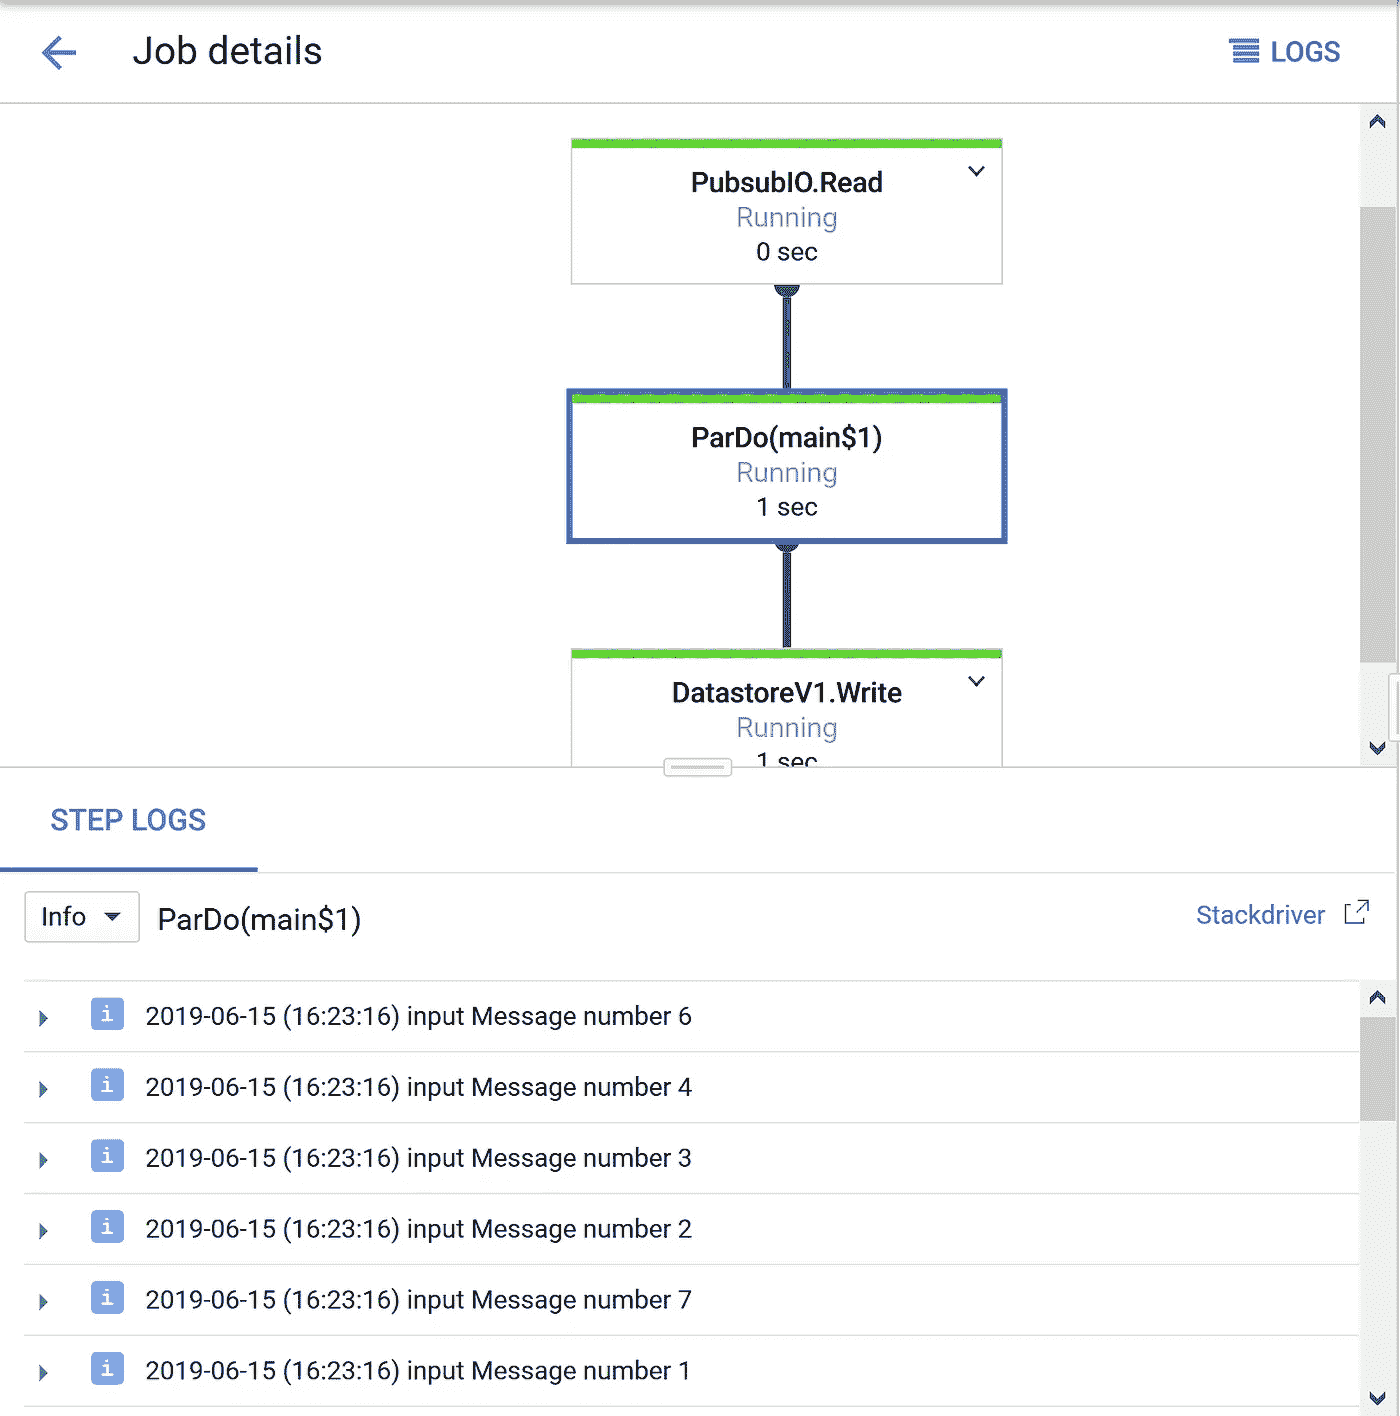 Job details
LOGS
PubsubIO.Read
Running
0 sec
ParDo(main$1)
Running
1 sec
DatastoreV1.Write
Running
1 sec
STEP LOGS
Info
ParDo(main$1)
Stackdriver
2019-06-15 (16:23:16) input Message number 6
2019-06-15 (16:23:16) input Message number 4
2019-06-15 (16:23:16) input Message number 3
2019-06-15 (16:23:16) input Message number 2
2019-06-15 (16:23:16) input Message number 7
2019-06-15 (16:23:16) input Message number 1